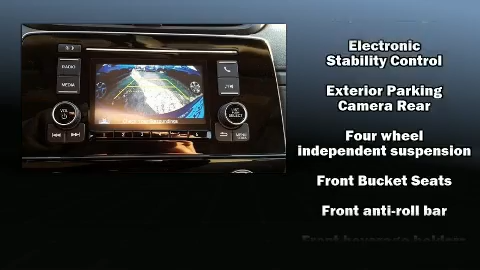 Electronic
Stability Control
Exterior Parking
Camera Rear
Four wheel
independent suspension
Front Bucket Seats
Front anti-roll bar
RADIO
MEDIA